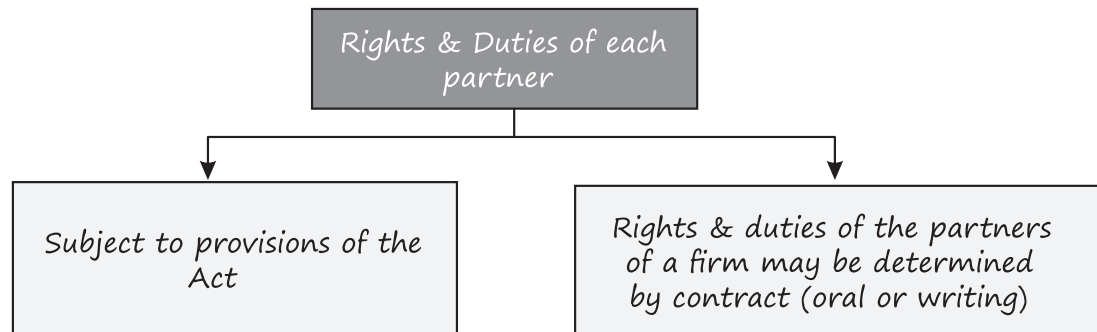 Rights & Duties of each
partner
Subject to provisions of the
Act
Rights & duties of the partners
of a firm may be determined
by contract (oral or writing)